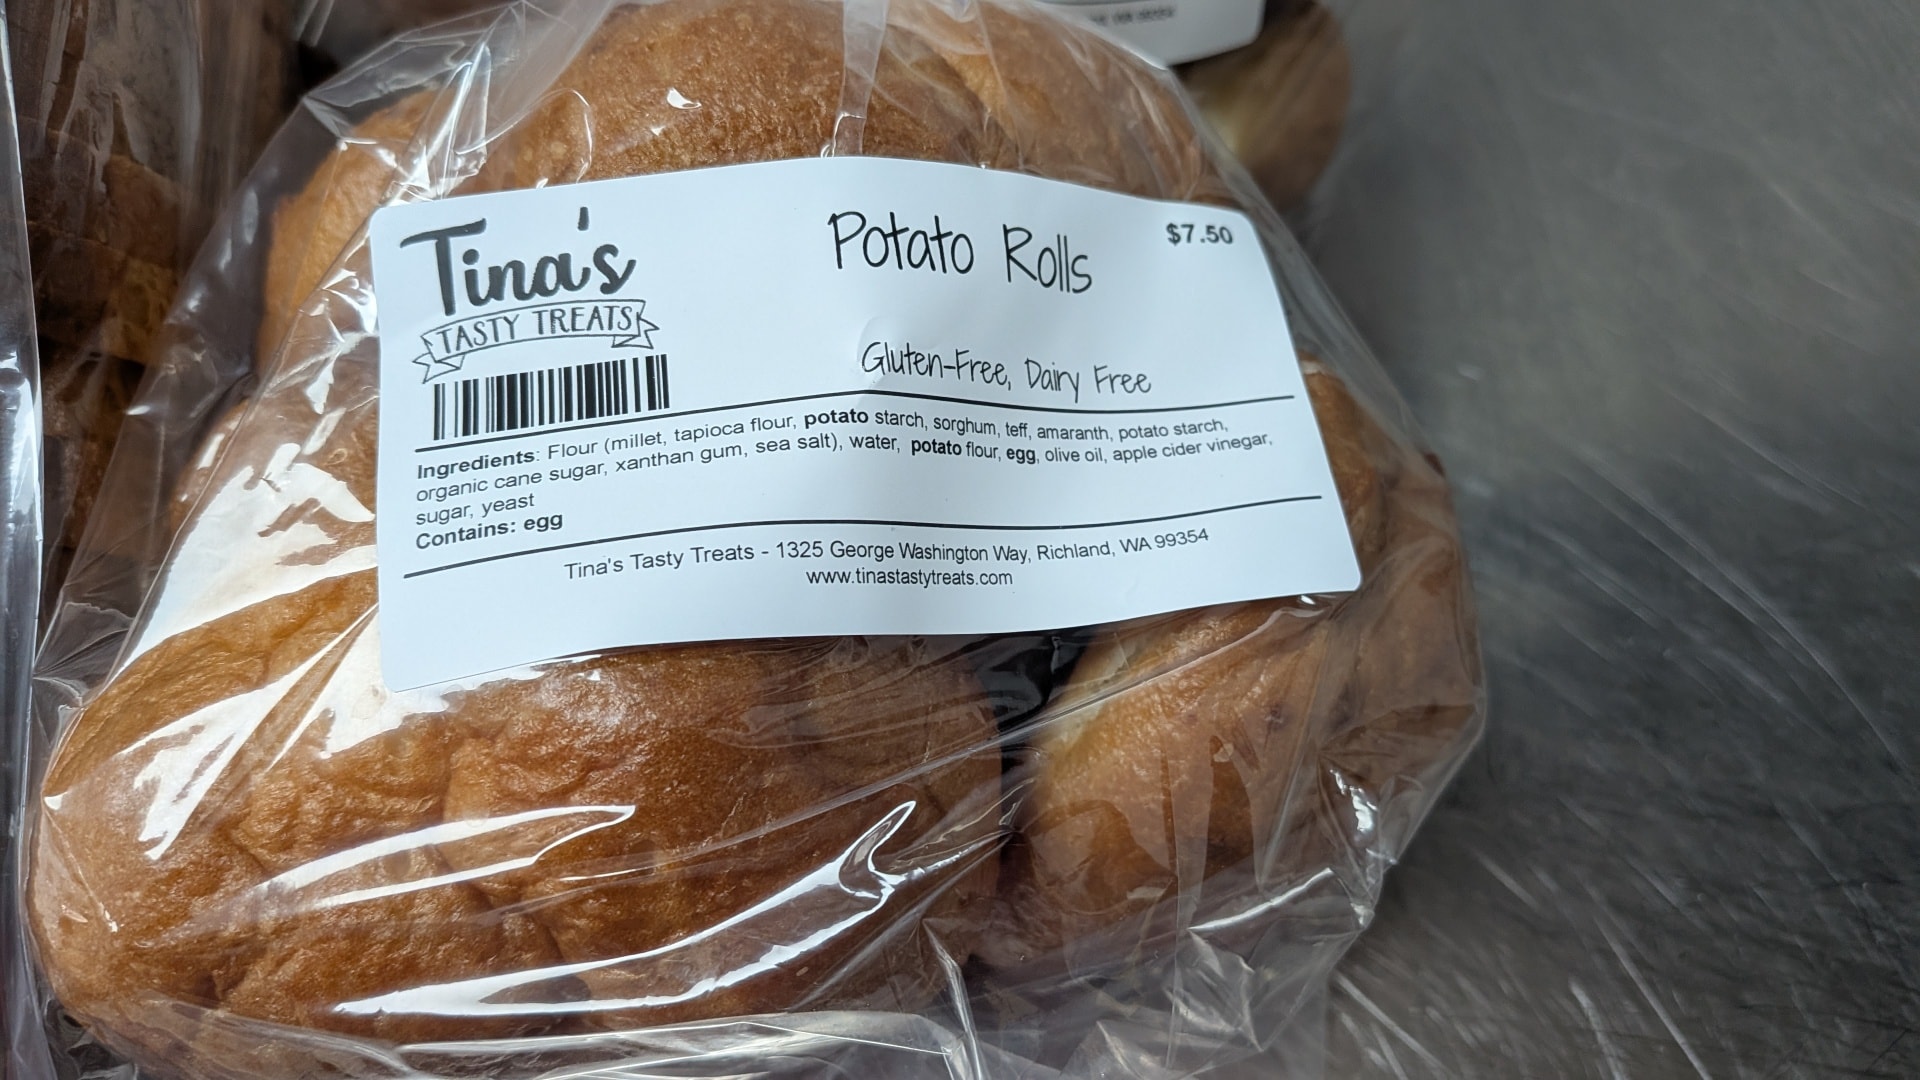 Tina's
TASTY TREATS
Potato Rolls
$7.50
Gluten-Free, Dairy Free
Ingredients: Flour (millet, tapioca flour, potato starch, sorghum, teff, amaranth, potato starch,
organic cane sugar, xanthan gum, sea salt), water, potato flour, egg, olive oil, apple cider vinegar,
sugar, yeast
Contains: egg
Tina's Tasty Treats - 1325 George Washington Way, Richland, WA 99354
www.tinastastytreats.com